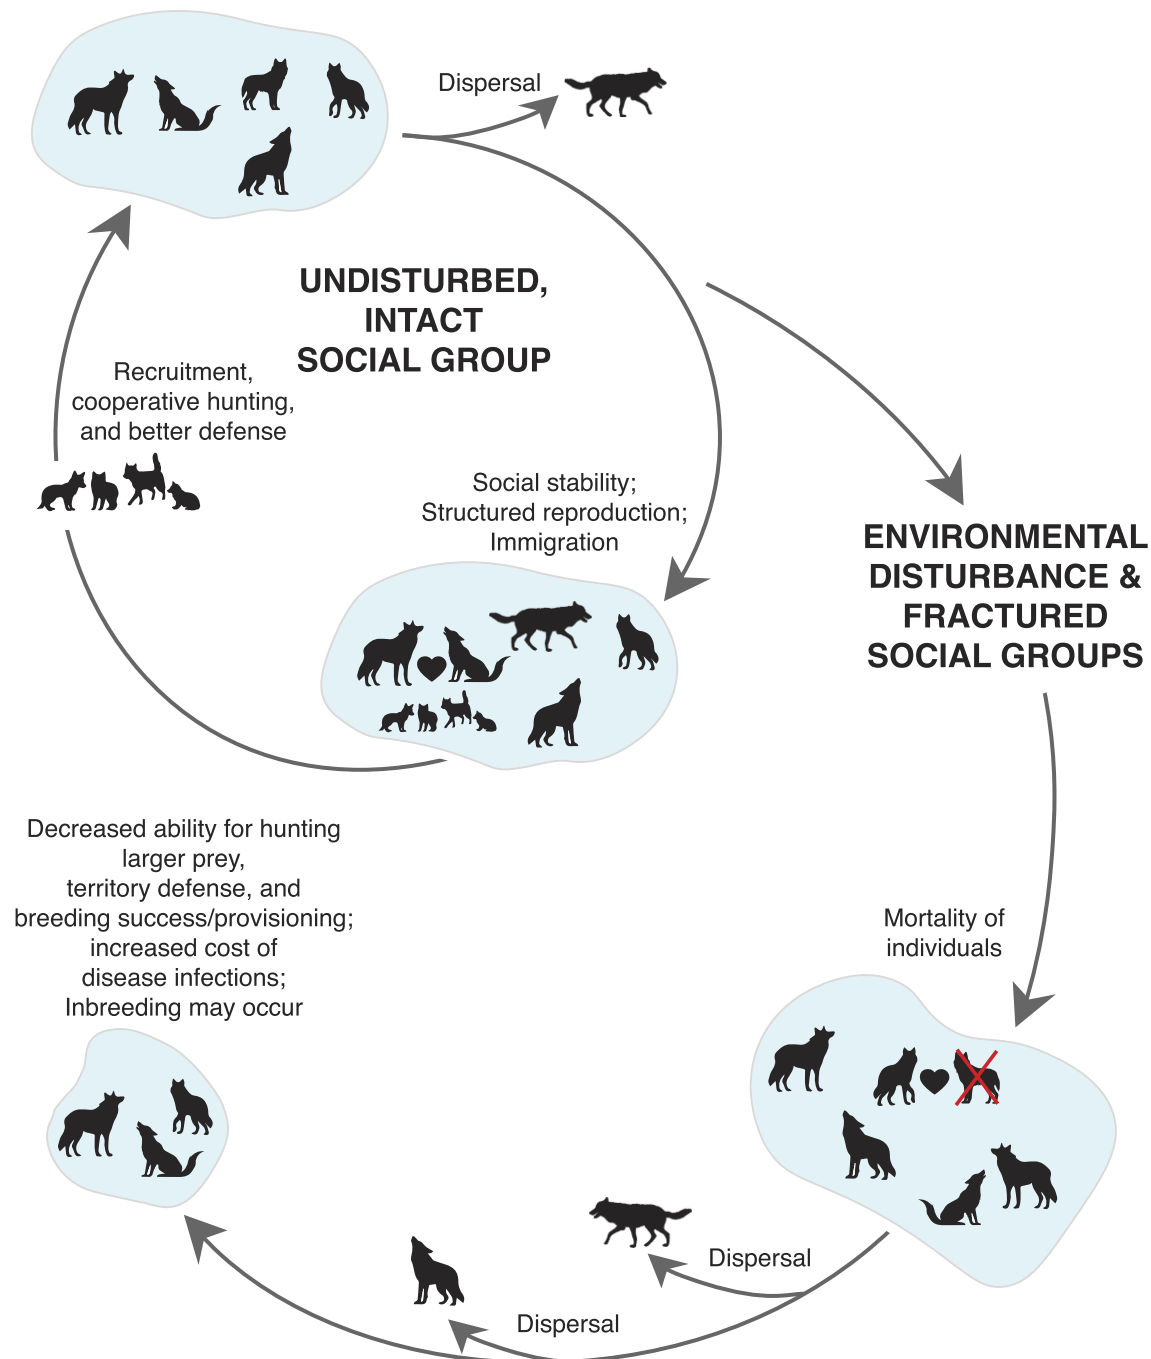 Dispersal
UNDISTURBED,
INTACT
SOCIAL GROUP
Recruitment,
cooperative hunting,
and better defense
Social stability;
Structured reproduction;
Immigration
ENVIRONMENTAL
DISTURBANCE &
FRACTURED
SOCIAL GROUPS
Decreased ability for hunting
larger prey,
territory defense, and
breeding success/provisioning;
increased cost of
disease infections;
Inbreeding may occur
Mortality of
individuals
Dispersal
Dispersal